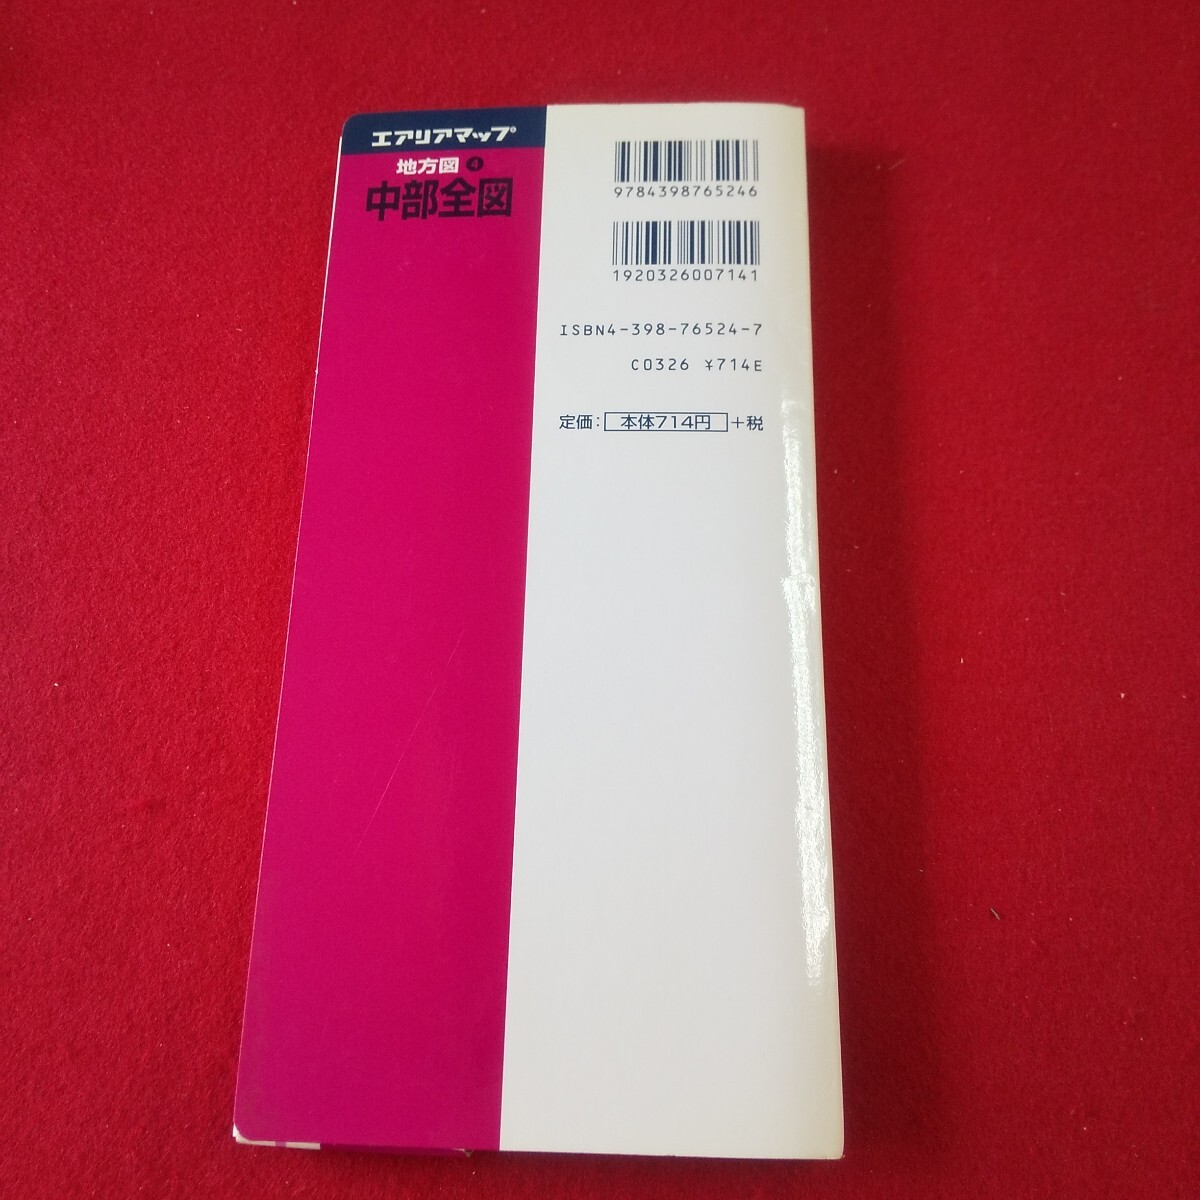 エアリアマップ
地方図 4
中部全図
9784398765246
1920326007141
ISBN4-398-76524-7
C0326 ¥714E
定価: 本体714円 +税